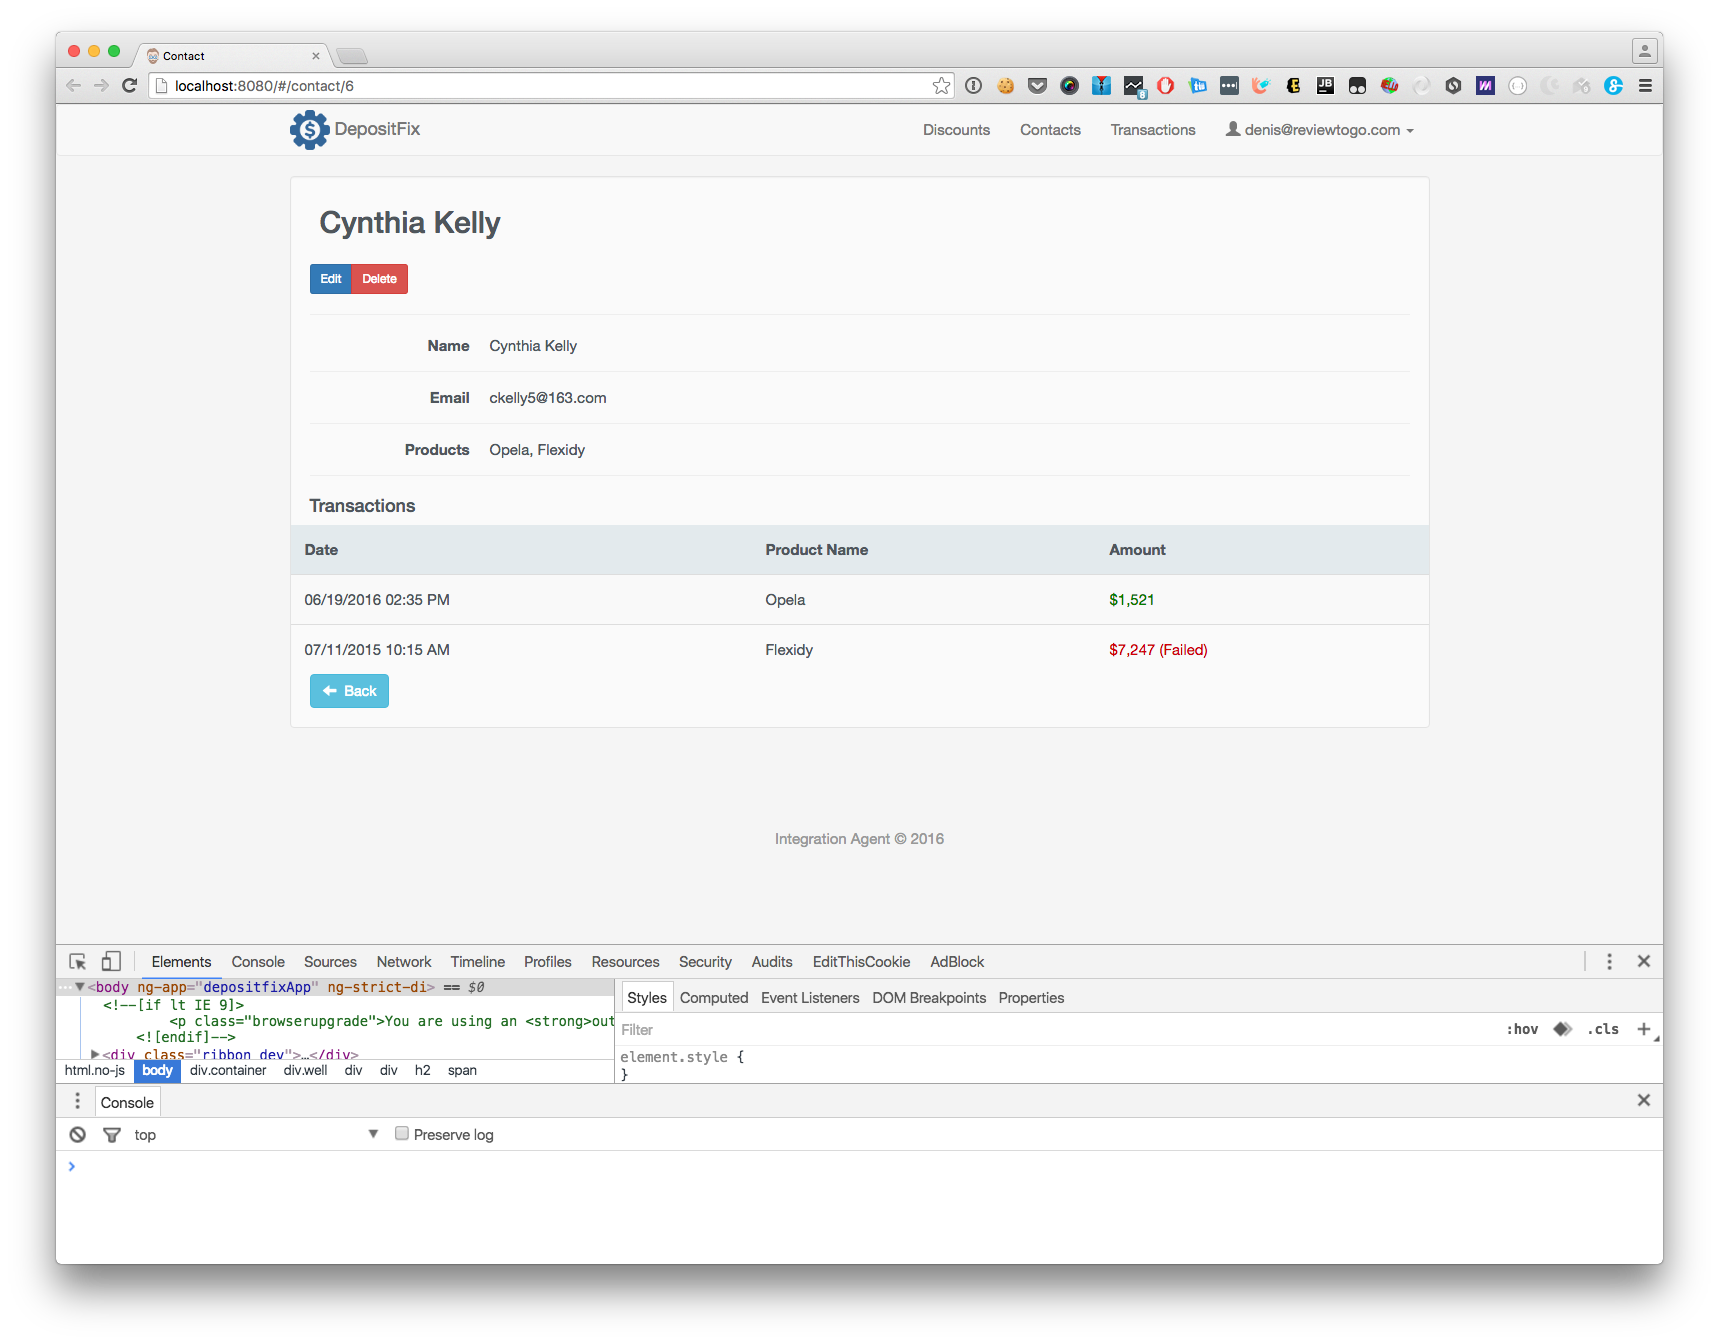 Contact
localhost:8080/#/contact/6
8
JB
DepositFix
Discounts
Contacts
Transactions
denis@reviewtogo.com
Cynthia Kelly
Edit
Delete
Name
Cynthia Kelly
Email
ckelly5@163.com
Products
Opela, Flexidy
Transactions
Date
Product Name
Amount
06/19/2016 02:35 PM
Opela
$1,521
07/11/2015 10:15 AM
Flexidy
$7,247 (Failed)
Back
Integration Agent © 2016
Elements
Console
Sources
Network
Timeline
Profiles
Resources
Security
Audits
EditThisCookie
AdBlock
<body ng-app="depositfixApp" ng-strict-di> == $0
<!--[if lt IE 9]>
<p class="browserupgrade">You are using an <strong>out
<![endif]-->
<div class="ribbon dev">…</div>
html.no-js
body
div.container
div.well
div
div
h2
span
Styles
Computed
Event Listeners
DOM Breakpoints
Properties
Filter
:hov
.cls
element.style {
}
Console
top
Preserve log